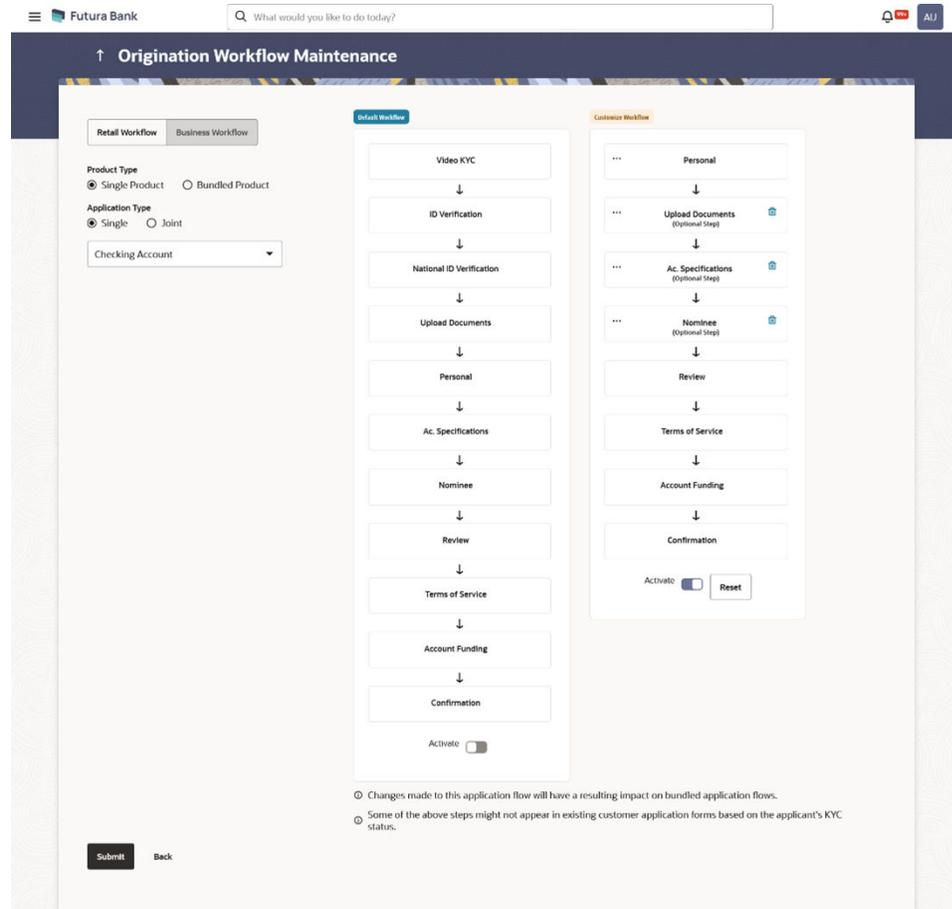 Futura Bank
What would you like to do today?
99+
AU
Origination Workflow Maintenance
Retail Workflow
Business Workflow
Product Type
Single Product
Bundled Product
Application Type
Single
Joint
Checking Account
Default Workflow
Video KYC
ID Verification
National ID Verification
Upload Documents
Personal
Ac. Specifications
Nominee
Review
Terms of Service
Account Funding
Confirmation
Activate
Customize Workflow
Personal
Upload Documents
(Optional Step)
Ac. Specifications
(Optional Step)
Nominee
(Optional Step)
Review
Terms of Service
Account Funding
Confirmation
Activate
Reset
Changes made to this application flow will have a resulting impact on bundled application flows.
Some of the above steps might not appear in existing customer application forms based on the applicant's KYC
status.
Submit
Back